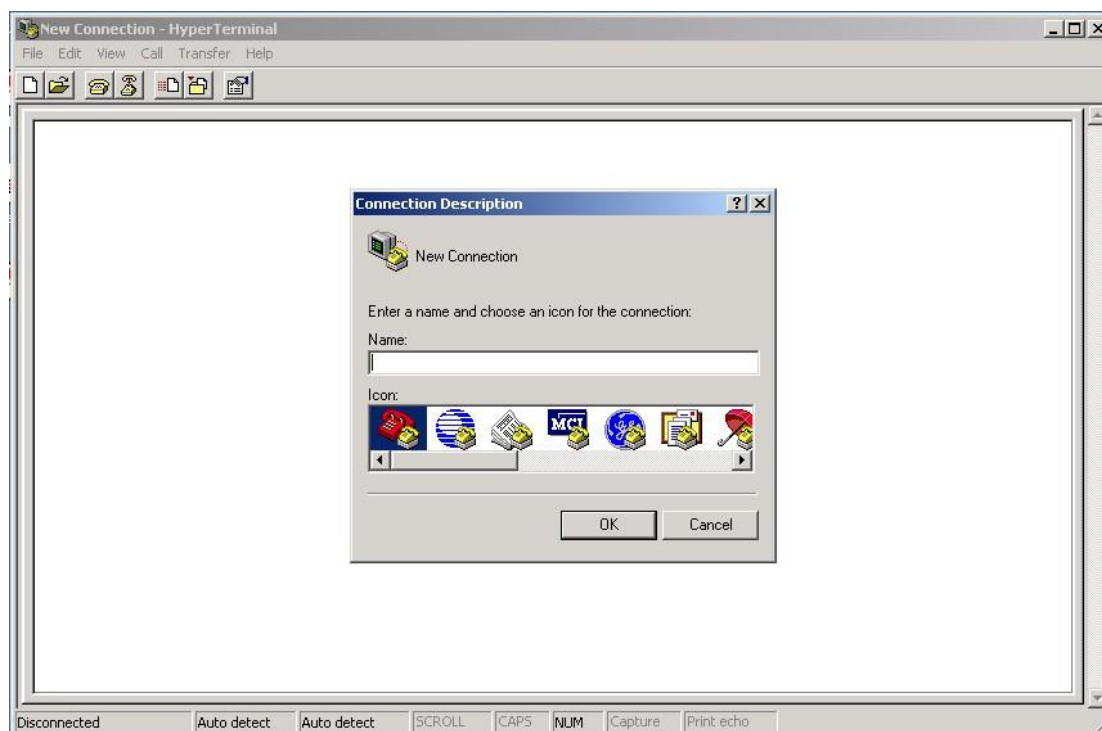 New Connection - HyperTerminal
File Edit View Call Transfer Help
Connection Description
New Connection
Enter a name and choose an icon for the connection:
Name:
Icon:
MCI
OK Cancel
Disconnected Auto detect Auto detect SCROLL CAPS NUM Capture Print echo